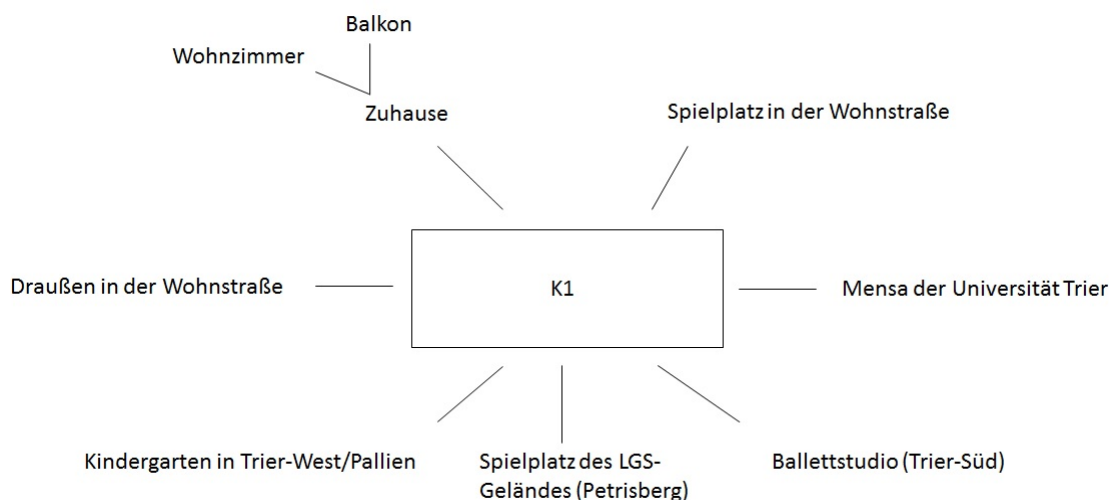 Balkon
Wohnzimmer
Zuhause
Spielplatz in der Wohnstraße
Draußen in der Wohnstraße
K1
Mensa der Universität Trier
Kindergarten in Trier-West/Pallien
Spielplatz des LGS-
Geländes (Petrisberg)
Ballettstudio (Trier-Süd)